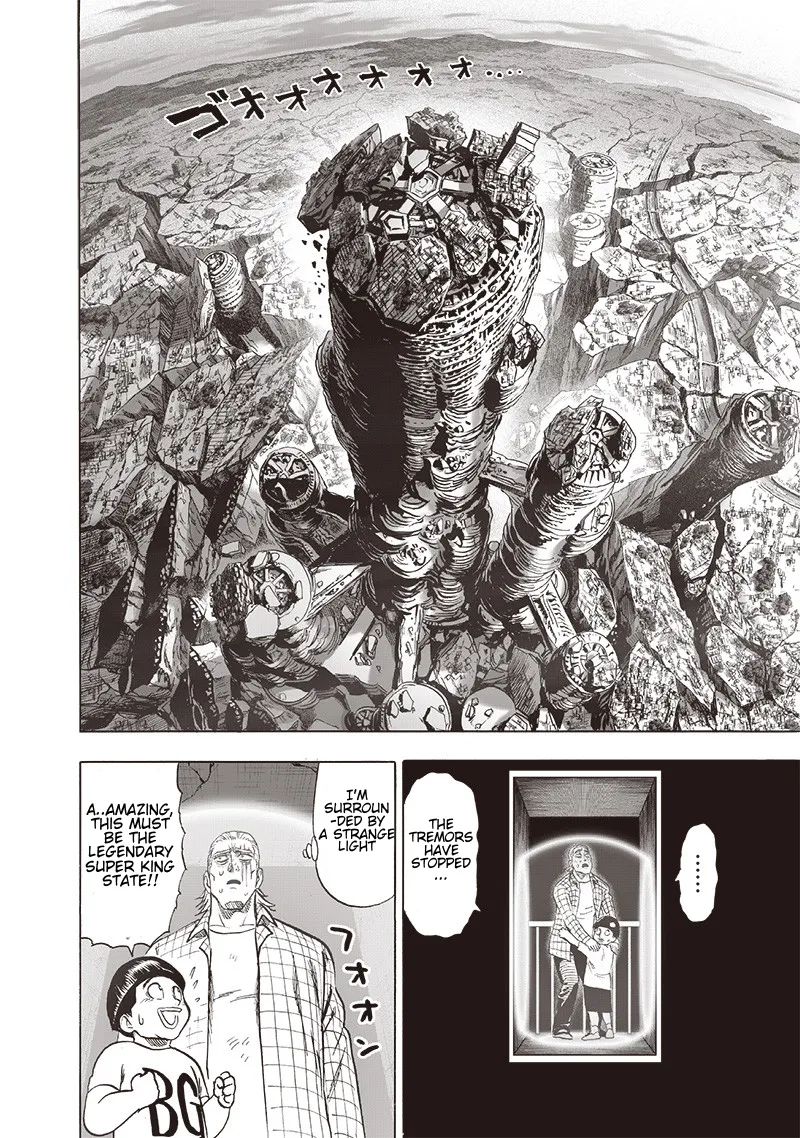 ゴオオオオオオ....
......
THE
TREMORS
HAVE
STOPPED
...
I'M
SURROUN
-DED BY
A STRANGE
LIGHT
A..AMAZING,
THIS MUST
BE THE
LEGENDARY
SUPER KING
STATE!!
フオオン
BG